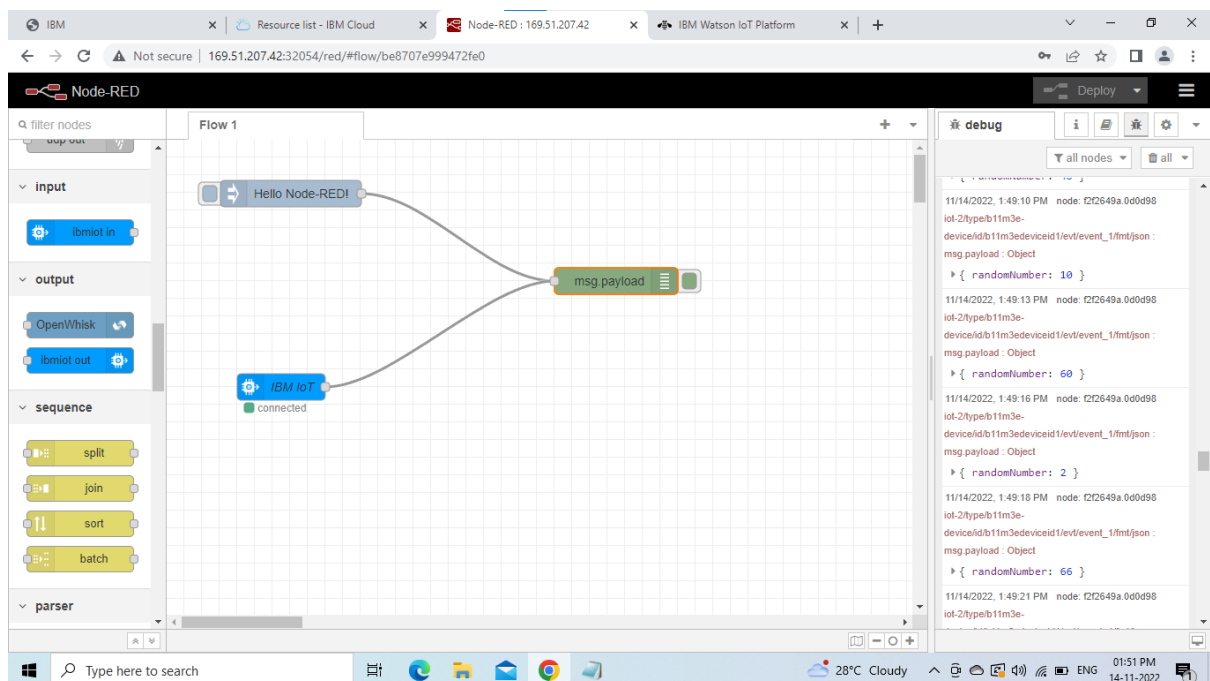 IBM
Resource list - IBM Cloud
Node-RED : 169.51.207.42
IBM Watson IoT Platform
Not secure | 169.51.207.42:32054/red/#flow/be8707e999472fe0
Node-RED
Deploy
filter nodes
Flow 1
debug
all nodes
all
udp out
input
ibmiot in
output
OpenWhisk
ibmiot out
sequence
split
join
sort
batch
parser
Hello Node-RED!
msg.payload
IBM IoT
connected
11/14/2022, 1:49:10 PM node: f2f2649a.0d0d98
iot-2/type/b11m3e-
device/id/b11m3edeviceid1/evt/event_1/fmt/json :
msg.payload : Object
{ randomNumber: 10 }
11/14/2022, 1:49:13 PM node: f2f2649a.0d0d98
iot-2/type/b11m3e-
device/id/b11m3edeviceid1/evt/event_1/fmt/json :
msg.payload : Object
{ randomNumber: 60 }
11/14/2022, 1:49:16 PM node: f2f2649a.0d0d98
iot-2/type/b11m3e-
device/id/b11m3edeviceid1/evt/event_1/fmt/json :
msg.payload : Object
{ randomNumber: 2 }
11/14/2022, 1:49:18 PM node: f2f2649a.0d0d98
iot-2/type/b11m3e-
device/id/b11m3edeviceid1/evt/event_1/fmt/json :
msg.payload : Object
{ randomNumber: 66 }
11/14/2022, 1:49:21 PM node: f2f2649a.0d0d98
iot-2/type/b11m3e-
Type here to search
28°C Cloudy
ENG
01:51 PM
14-11-2022